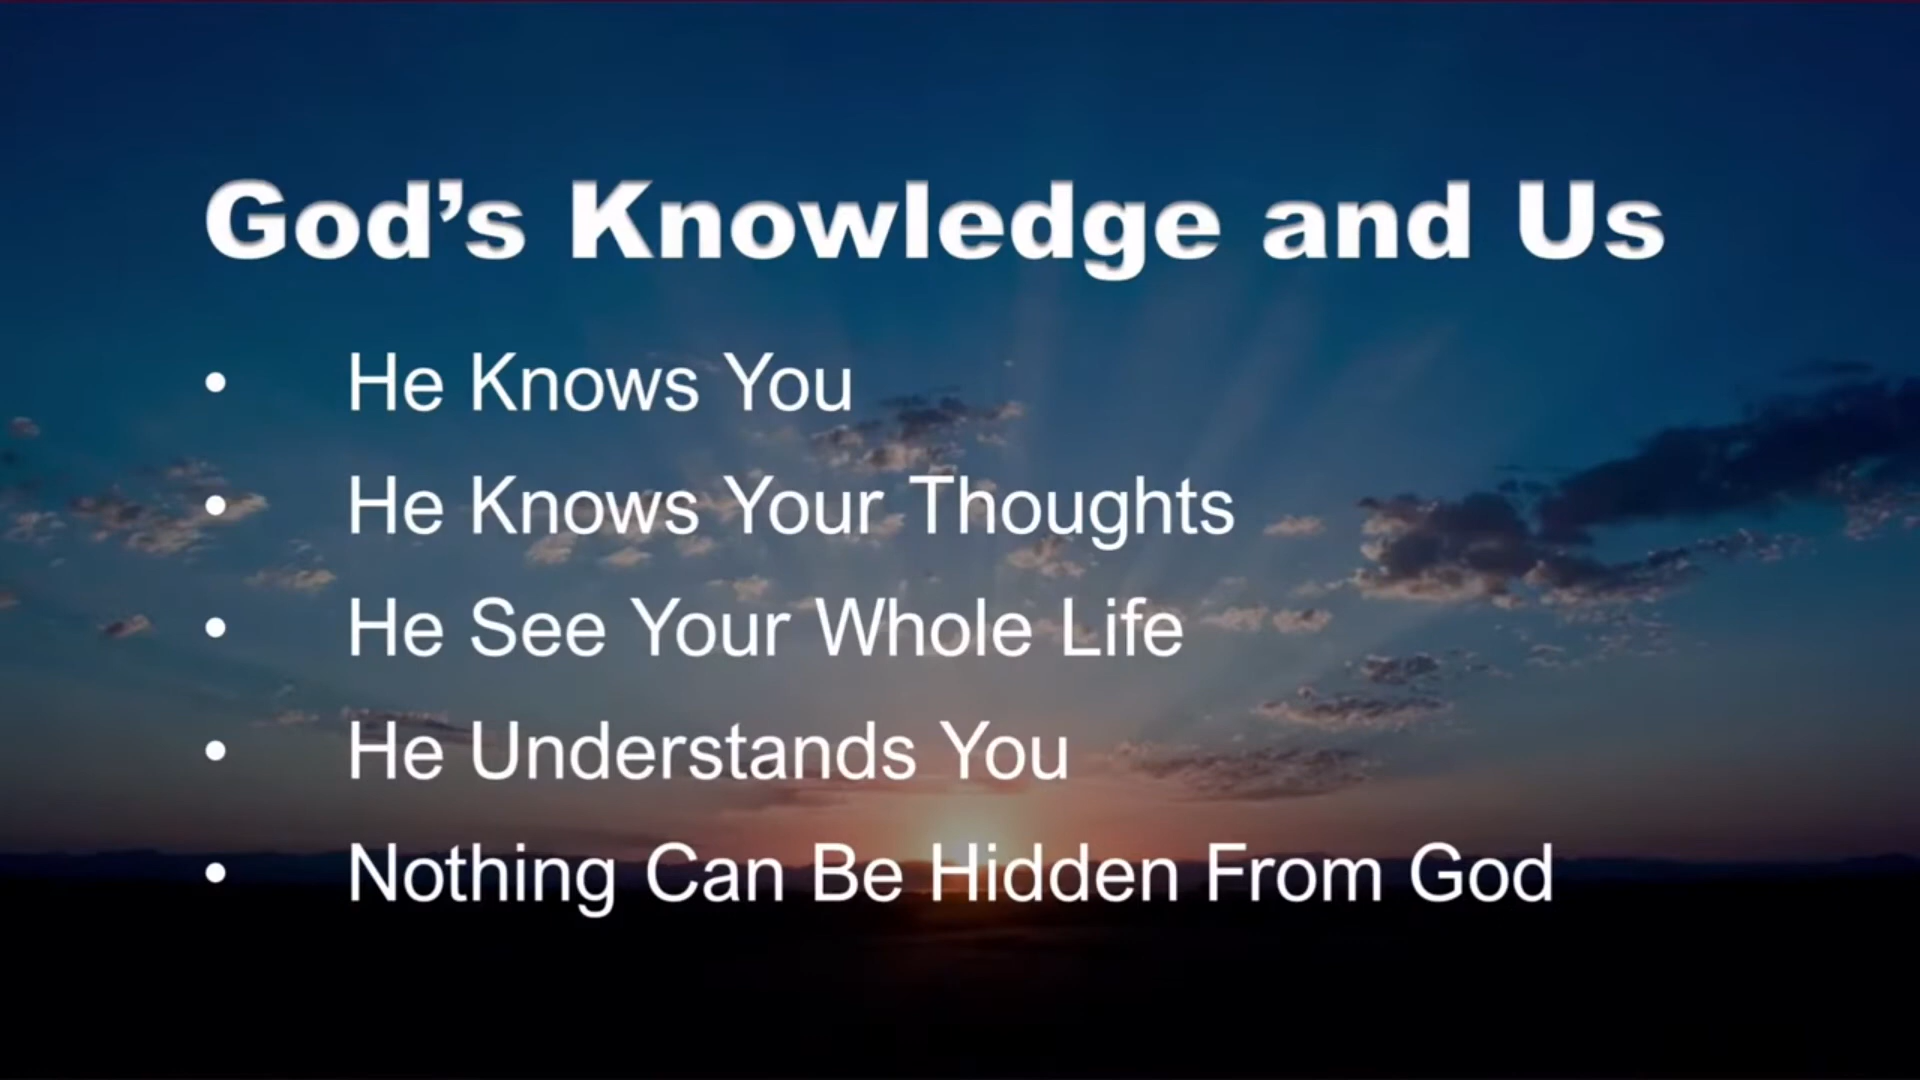 God’s Knowledge and Us
• He Knows You
• He Knows Your Thoughts
• He See Your Whole Life
• He Understands You
• Nothing Can Be Hidden From God